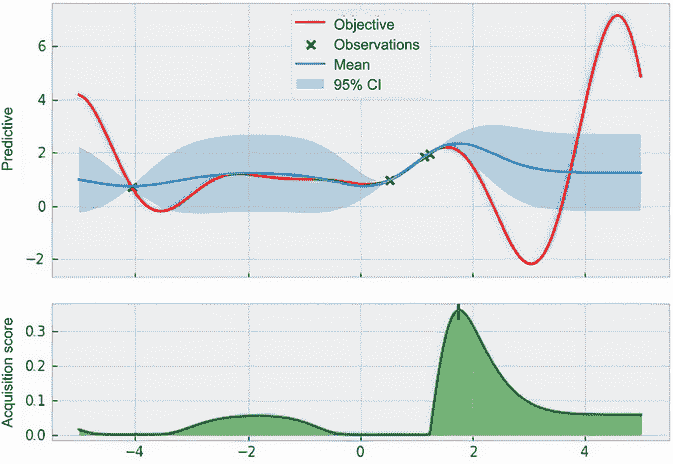 Objective
Observations
Mean
95% CI
Predictive
6
4
2
0
−2
Acquisition score
0.3
0.2
0.1
0.0
−4 −2 0 2 4